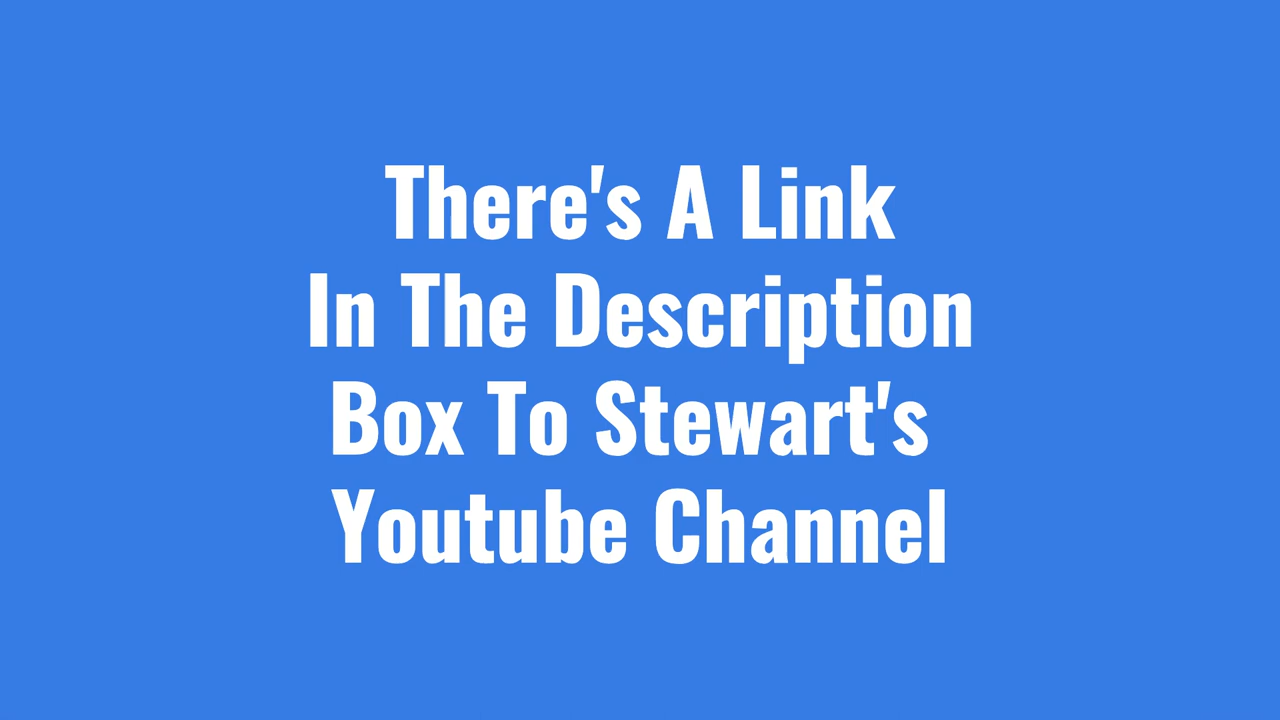 There's A Link
In The Description
Box To Stewart's
Youtube Channel